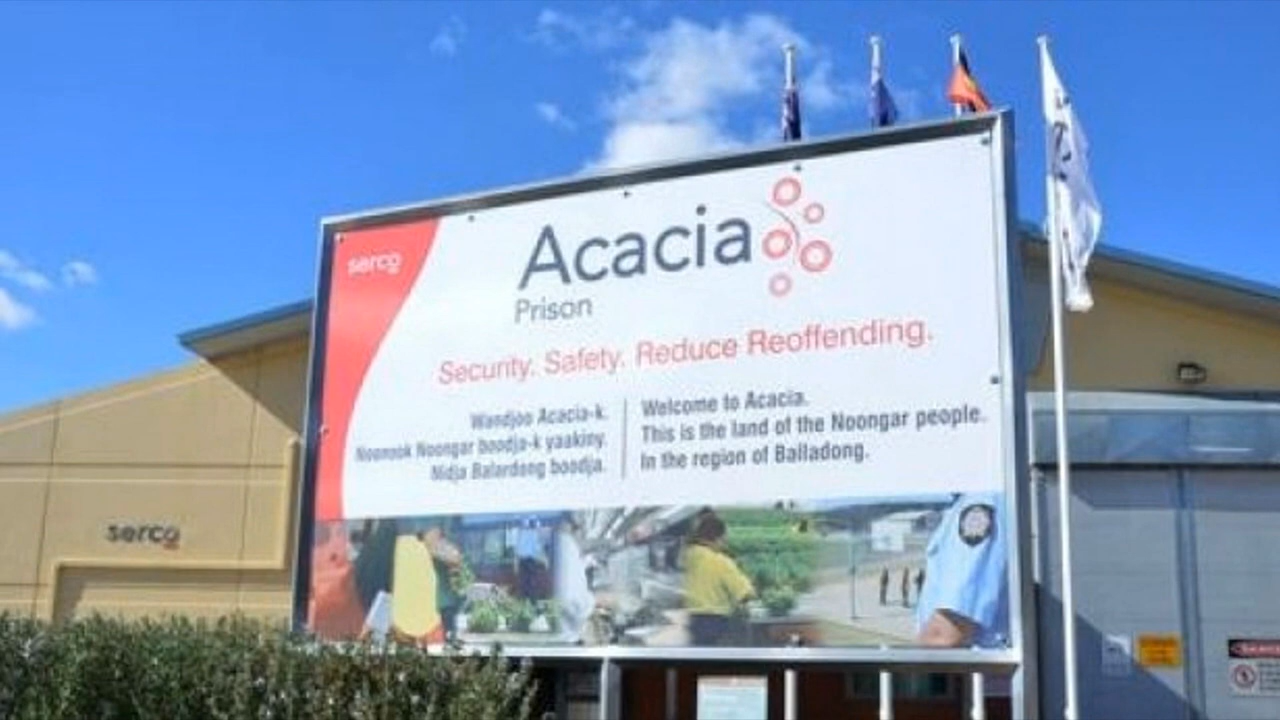 serco
Acacia
Prison
Security. Safety. Reduce Reoffending.
Wandjoo Acacia-k.
Noonook Noongar boodja-k yaakiny.
Nidja Balardong boodja.
Welcome to Acacia.
This is the land of the Noongar people.
In the region of Balladong.
serco